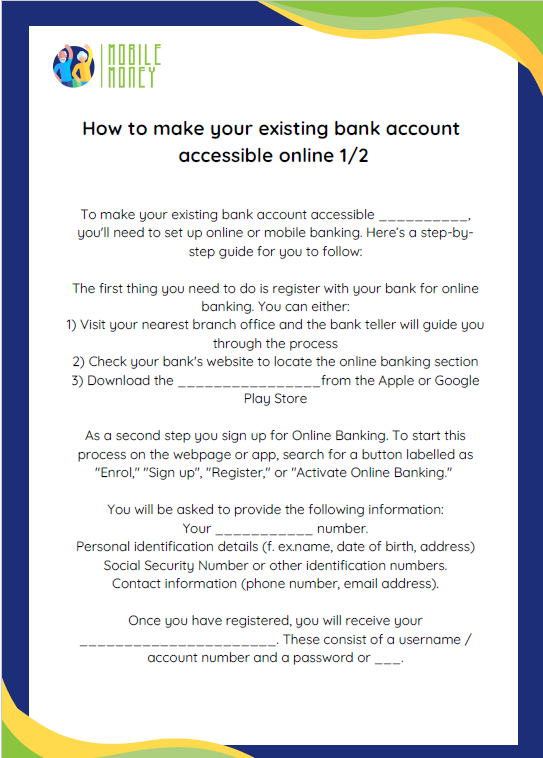 MOBILE
MONEY
How to make your existing bank account
accessible online 1/2
To make your existing bank account accessible __________,
you'll need to set up online or mobile banking. Here's a step-by-
step guide for you to follow:
The first thing you need to do is register with your bank for online
banking. You can either:
1) Visit your nearest branch office and the bank teller will guide you
through the process
2) Check your bank's website to locate the online banking section
3) Download the ________________from the Apple or Google
Play Store
As a second step you sign up for Online Banking. To start this
process on the webpage or app, search for a button labelled as
"Enrol," "Sign up", "Register," or "Activate Online Banking."
You will be asked to provide the following information:
Your ___________ number.
Personal identification details (f. ex.name, date of birth, address)
Social Security Number or other identification numbers.
Contact information (phone number, email address).
Once you have registered, you will receive your
______________________. These consist of a username /
account number and a password or ___.